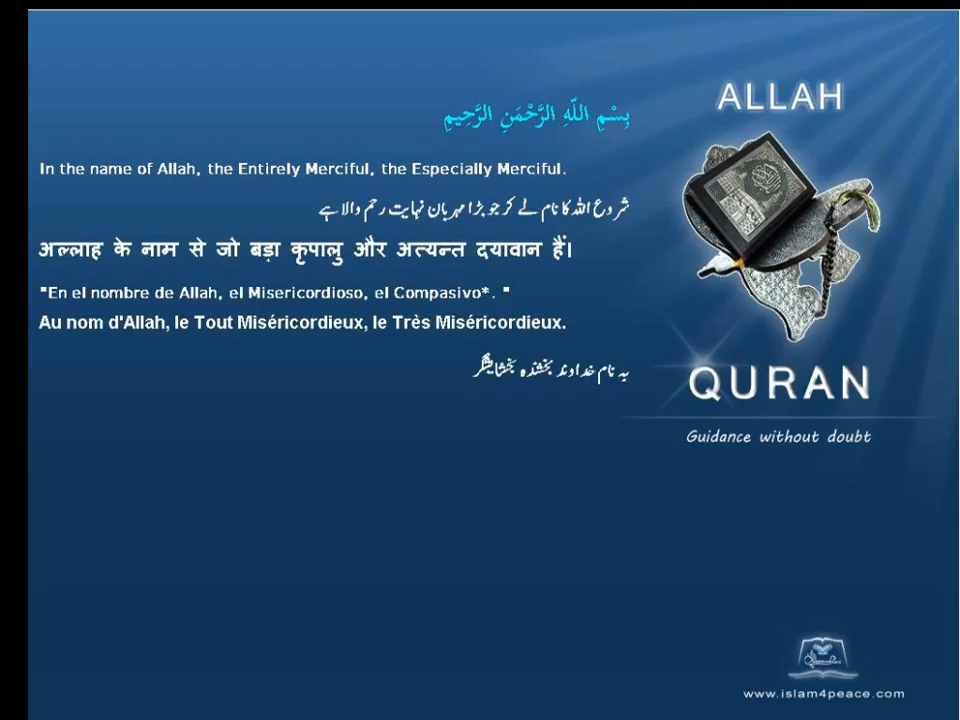 بِسْمِ اللَّهِ الرَّحْمَنِ الرَّحِيمِ
In the name of Allah, the Entirely Merciful, the Especially Merciful.
شروع الله کا نام لے کر جو بڑا مہربان نہایت رحم والا ہے
अल्लाह के नाम से जो बड़ा कृपालु और अत्यन्त दयावान हैं।
"En el nombre de Allah, el Misericordioso, el Compasivo*. "
Au nom d'Allah, le Tout Miséricordieux, le Très Miséricordieux.
به نام خداوند بخشنده بخشایشگر
ALLAH
QURAN
Guidance without doubt
www.islam4peace.com